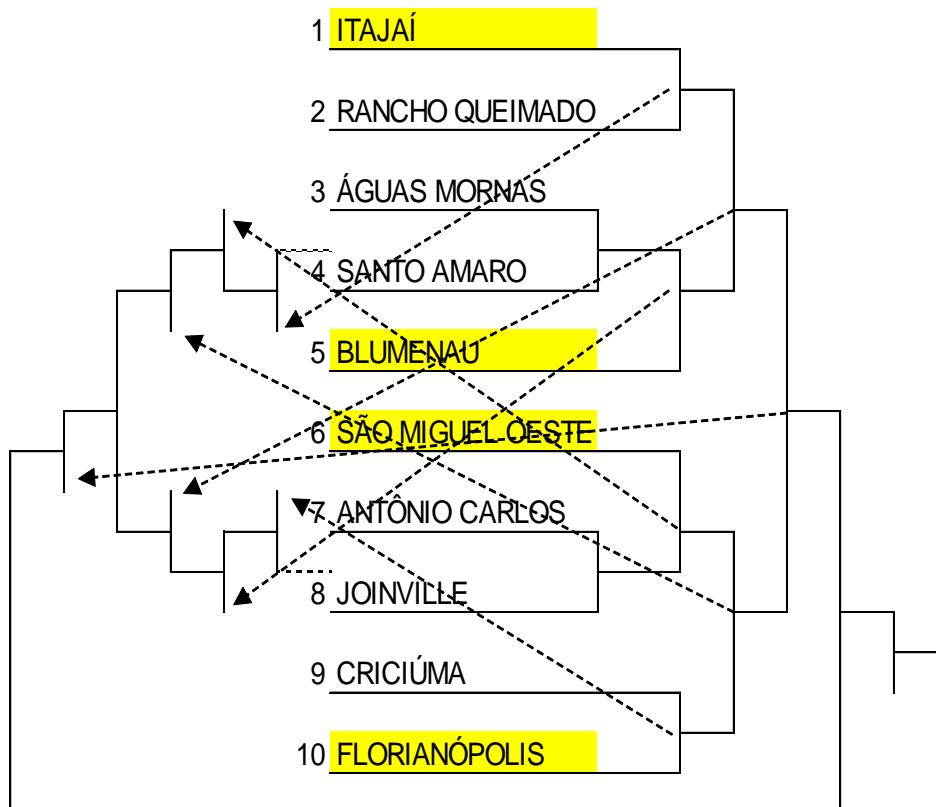 1 ITAJAÍ
2 RANCHO QUEIMADO
3 ÁGUAS MORNAS
4 SANTO AMARO
5 BLUMENAU
6 SÃO MIGUEL OESTE
7 ANTÔNIO CARLOS
8 JOINVILLE
9 CRICIÚMA
10 FLORIANÓPOLIS